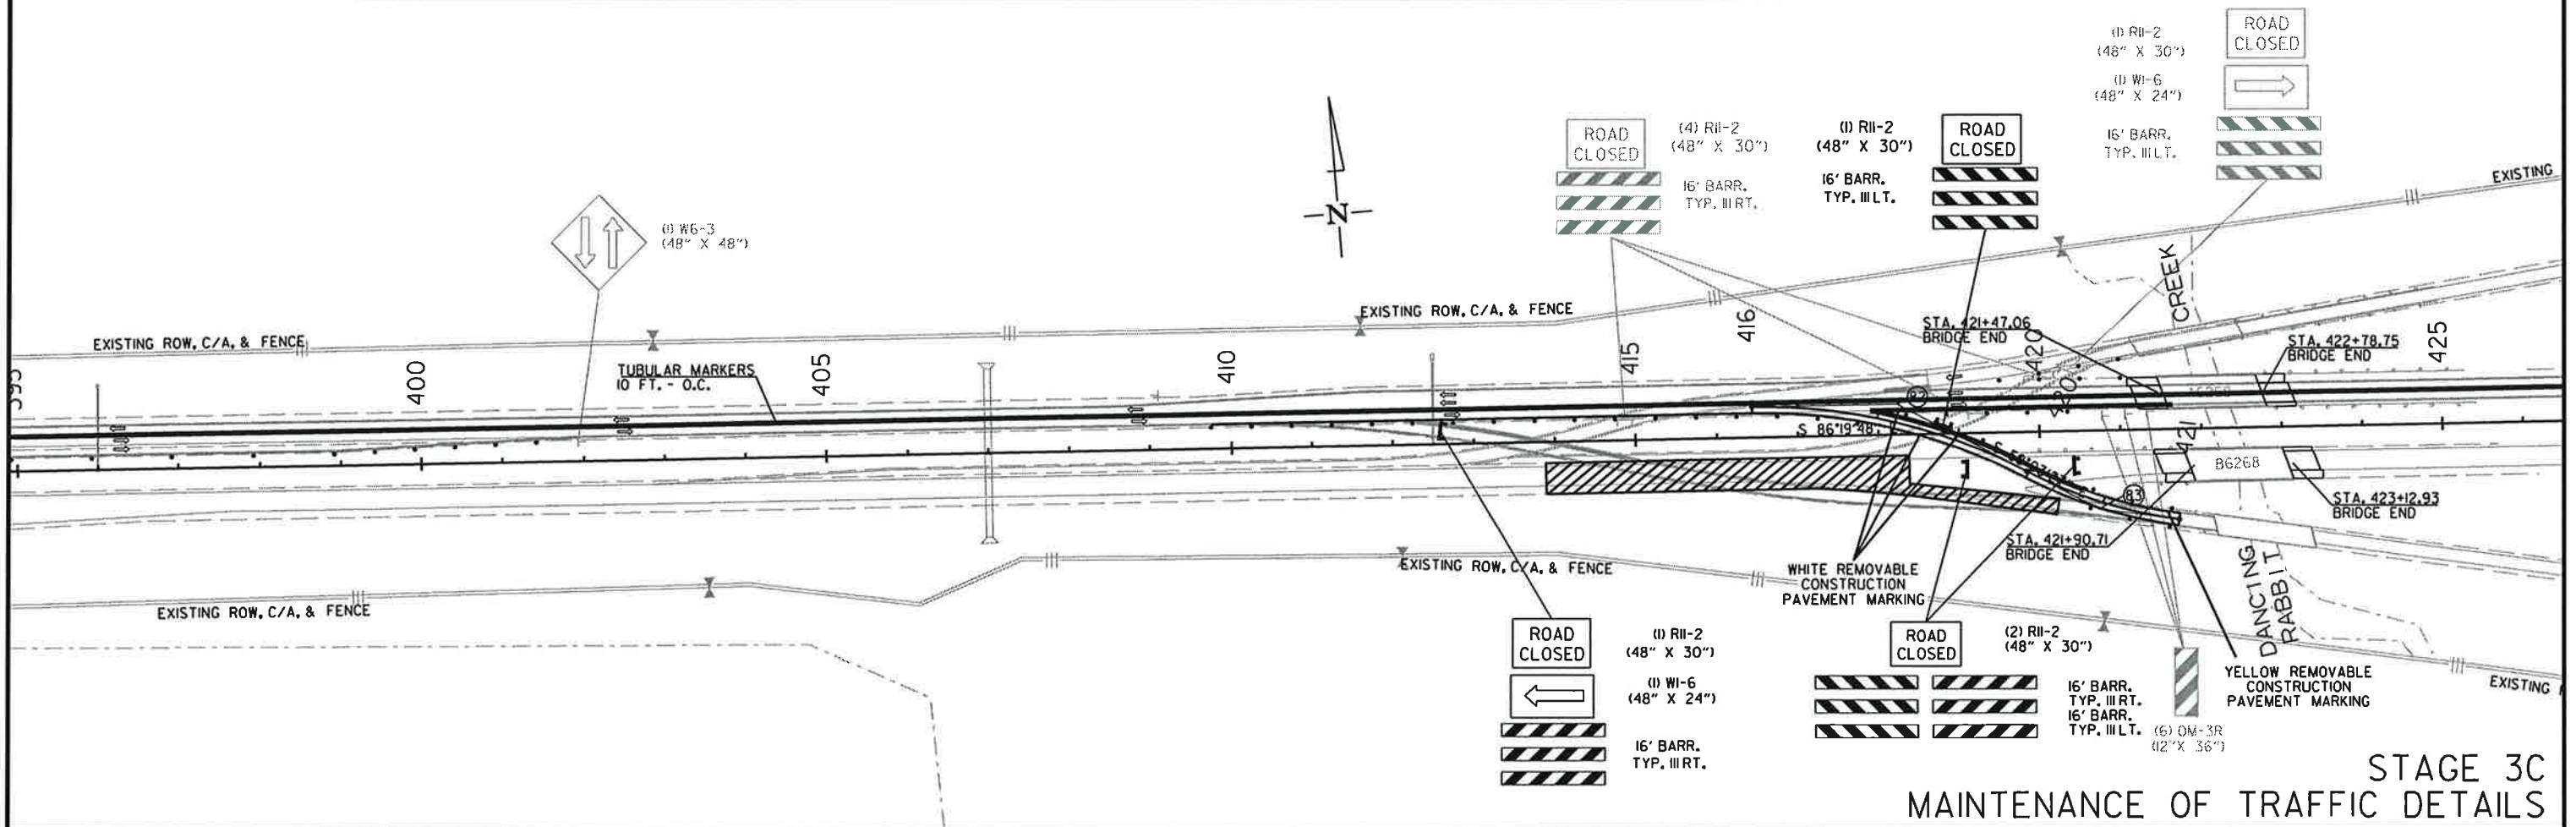 ROAD
CLOSED
(1) R11-2
(48" X 30")
(1) W1-6
(48" X 24")
16' BARR.
TYP. III LT.
ROAD
CLOSED
(4) R11-2
(48" X 30")
16' BARR.
TYP. III RT.
(1) R11-2
(48" X 30")
ROAD
CLOSED
16' BARR.
TYP. III LT.
EXISTING
(1) W6-3
(48" X 48")
N
CREEK
EXISTING ROW, C/A, & FENCE
EXISTING ROW, C/A, & FENCE
STA. 421+47.06
BRIDGE END
STA. 422+78.75
BRIDGE END
395
400
405
410
415
416
420
425
TUBULAR MARKERS
10 FT. - O.C.
82
S 86°19'48"
421
B6268
83
STA. 423+12.93
BRIDGE END
STA. 421+90.71
BRIDGE END
EXISTING ROW, C/A, & FENCE
EXISTING ROW, C/A, & FENCE
WHITE REMOVABLE
CONSTRUCTION
PAVEMENT MARKING
DANCING
RABBIT
ROAD
CLOSED
(1) R11-2
(48" X 30")
(1) W1-6
(48" X 24")
16' BARR.
TYP. III RT.
ROAD
CLOSED
(2) R11-2
(48" X 30")
16' BARR.
TYP. III RT.
16' BARR.
TYP. III LT.
(6) OM-3R
(12" X 36")
YELLOW REMOVABLE
CONSTRUCTION
PAVEMENT MARKING
EXISTING
STAGE 3C
MAINTENANCE OF TRAFFIC DETAILS